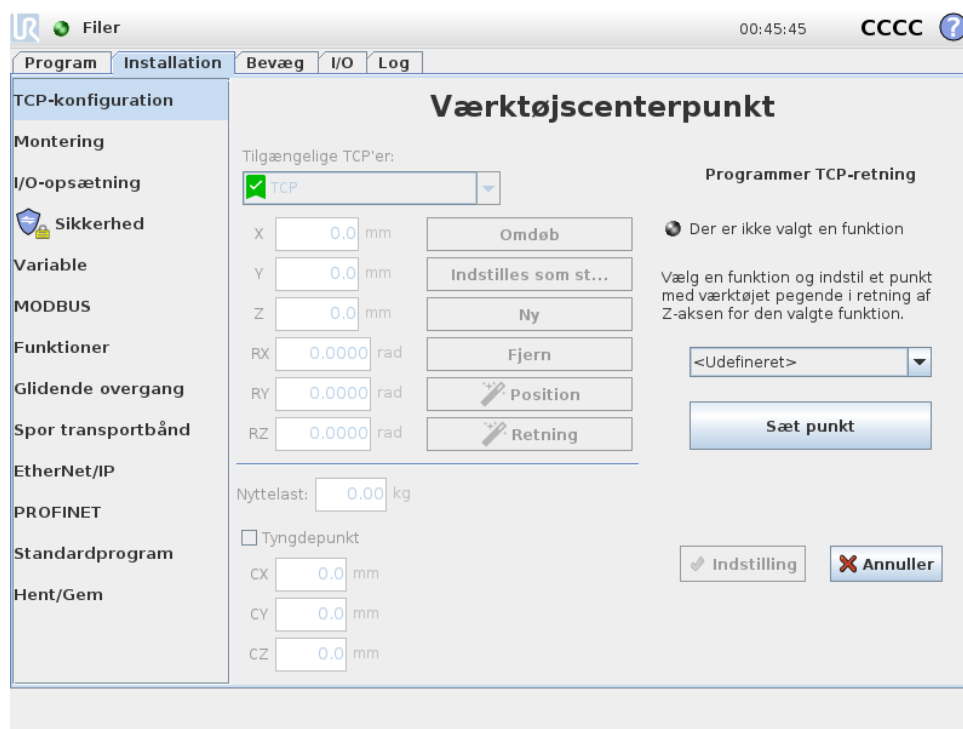 UR Filer 00:45:45 CCCC ?
Program Installation Bevæg I/O Log
TCP-konfiguration
Montering
I/O-opsætning
Sikkerhed
Variable
MODBUS
Funktioner
Glidende overgang
Spor transportbånd
EtherNet/IP
PROFINET
Standardprogram
Hent/Gem
Værktøjscenterpunkt
Tilgængelige TCP'er:
TCP
X 0.0 mm Omdøb
Y 0.0 mm Indstilles som st...
Z 0.0 mm Ny
RX 0.0000 rad Fjern
RY 0.0000 rad Position
RZ 0.0000 rad Retning
Nyttelast: 0.00 kg
Tyngdepunkt
CX 0.0 mm
CY 0.0 mm
CZ 0.0 mm
Programmer TCP-retning
Der er ikke valgt en funktion
Vælg en funktion og indstil et punkt
med værktøjet pegende i retning af
Z-aksen for den valgte funktion.
<Udefineret>
Sæt punkt
Indstilling Annuller